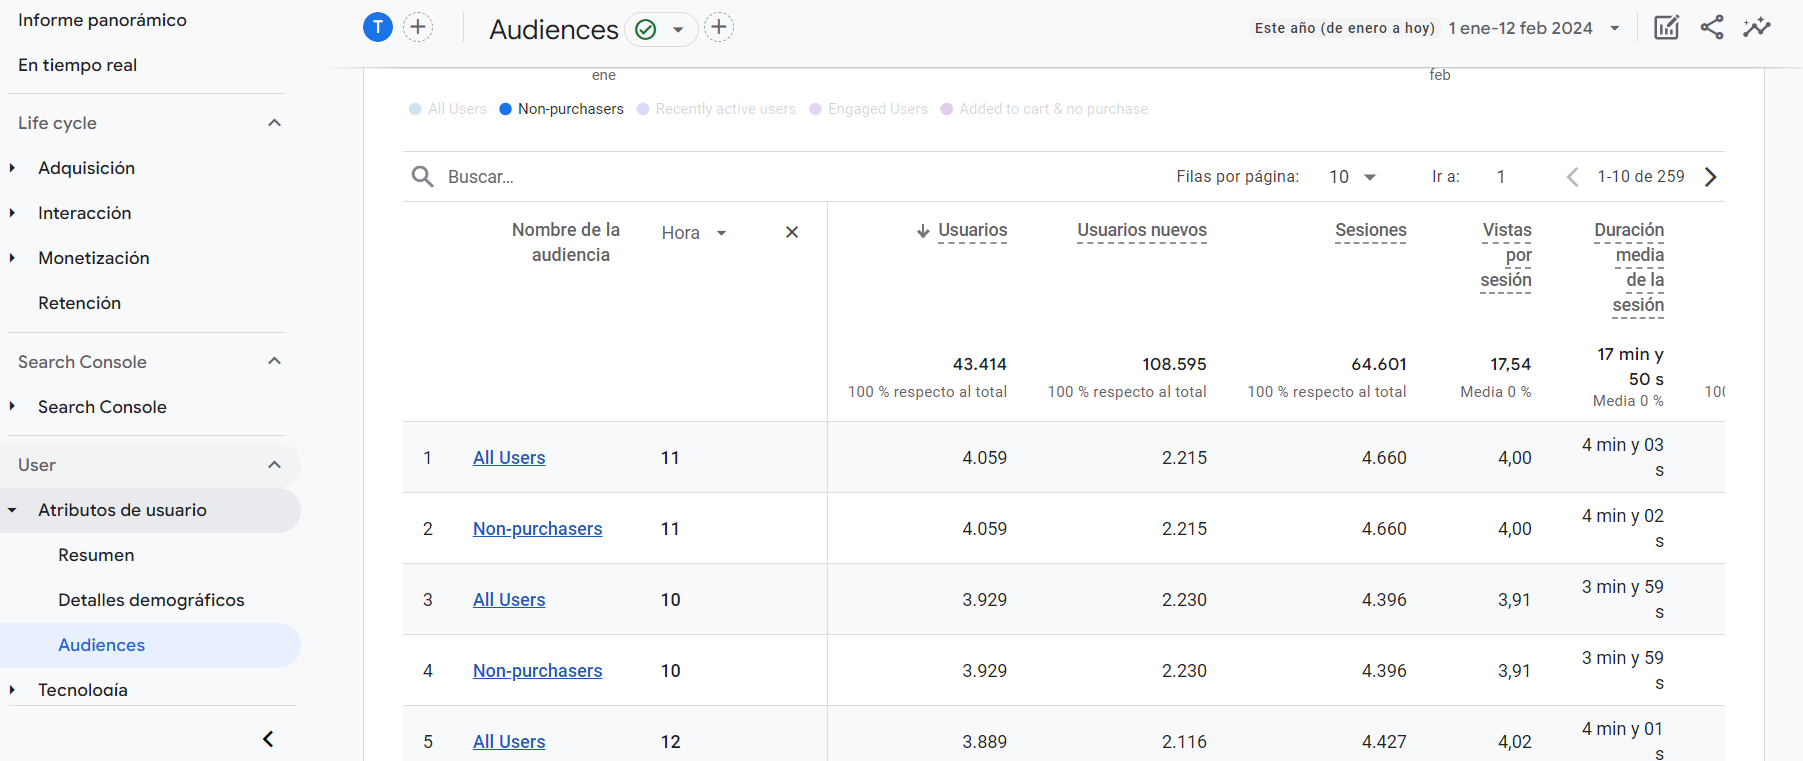 Informe panorámico
En tiempo real
Life cycle
Adquisición
Interacción
Monetización
Retención
Search Console
Search Console
User
Atributos de usuario
Resumen
Detalles demográficos
Audiences
Tecnología
T
Audiences
Este año (de enero a hoy) 1 ene-12 feb 2024
ene feb
All Users Non-purchasers Recently active users Engaged Users Added to cart & no purchase
Buscar... Filas por página: 10 Ir a: 1 1-10 de 259
Nombre de la audiencia Hora Usuarios Usuarios nuevos Sesiones Vistas por sesión Duración media de la sesión
43.414 108.595 64.601 17,54 17 min y 50 s
100 % respecto al total 100 % respecto al total 100 % respecto al total Media 0 % Media 0 % 100
1 All Users 11 4.059 2.215 4.660 4,00 4 min y 03 s
2 Non-purchasers 11 4.059 2.215 4.660 4,00 4 min y 02 s
3 All Users 10 3.929 2.230 4.396 3,91 3 min y 59 s
4 Non-purchasers 10 3.929 2.230 4.396 3,91 3 min y 59 s
5 All Users 12 3.889 2.116 4.427 4,02 4 min y 01 s